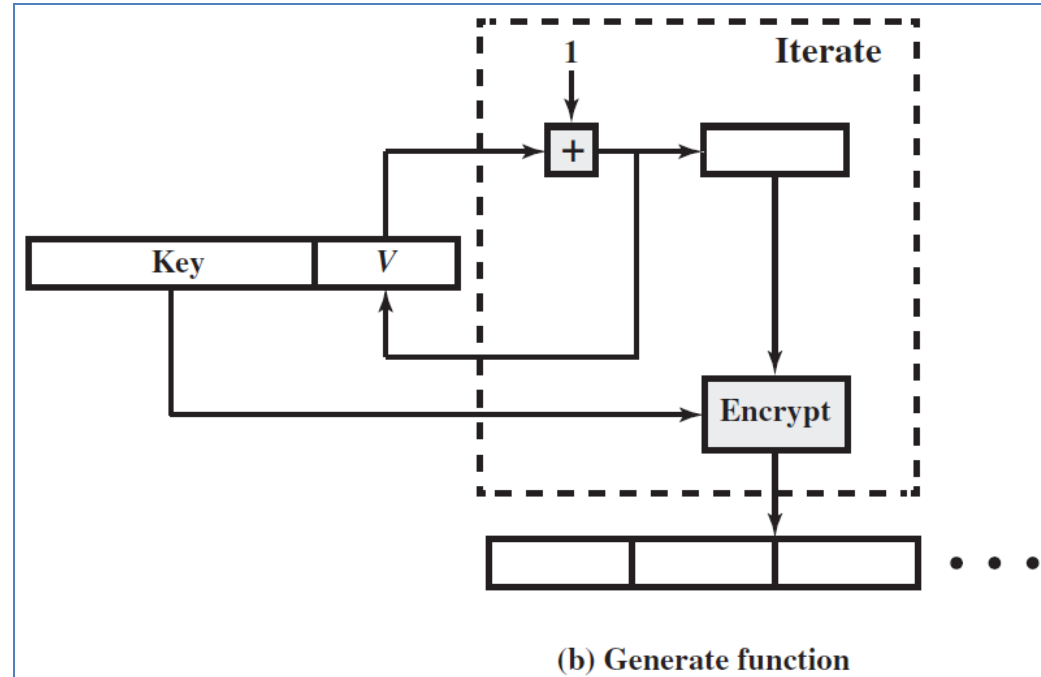 1
Iterate
+
Key
V
Encrypt
(b) Generate function